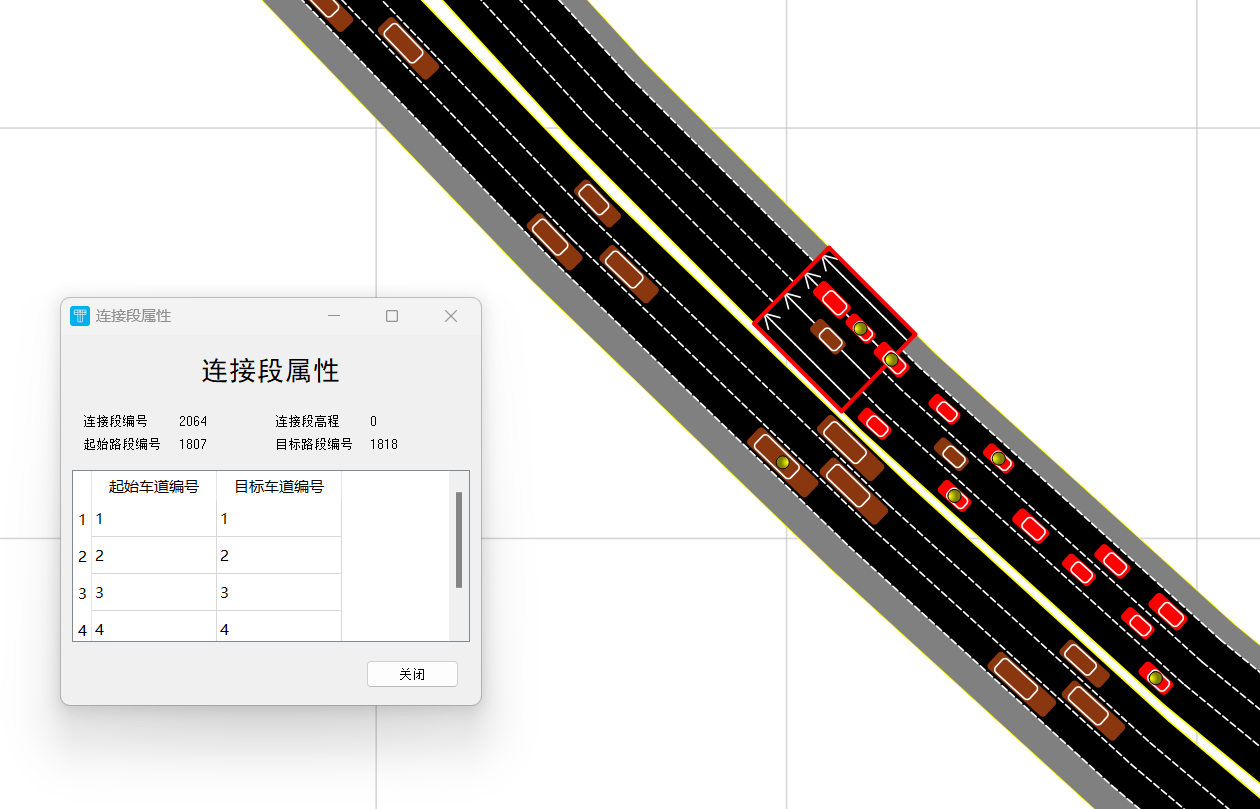 连接段属性
连接段属性
连接段编号 2064 连接段高程 0
起始路段编号 1807 目标路段编号 1818
起始车道编号 目标车道编号
1 1 1
2 2 2
3 3 3
4 4 4
关闭